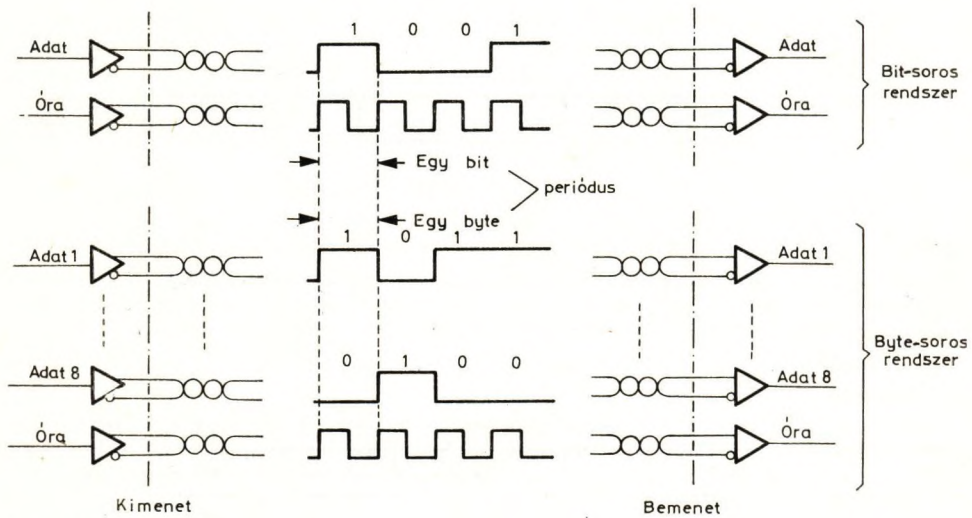 1 0 0 1
Adat
Adat
Óra
Óra
Bit-soros
rendszer
Egy bit
periódus
Egy byte
1 0 1 1
Adat 1
Adat 1
Byte-soros
rendszer
0 1 0 0
Adat 8
Adat 8
Óra
Óra
Kimenet
Bemenet